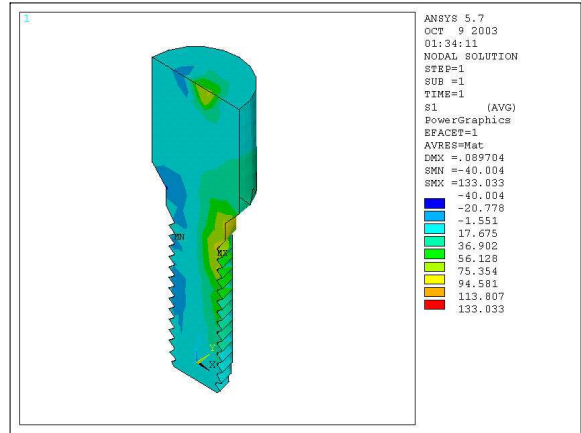 1
ANSYS 5.7
OCT 9 2003
01:34:11
NODAL SOLUTION
STEP=1
SUB =1
TIME=1
S1 (AVG)
PowerGraphics
EFACET=1
AVRES=Mat
DMX =.089704
SMN =-40.004
SMX =133.033
-40.004
-20.778
-1.551
17.675
36.902
56.128
75.354
94.581
113.807
133.033
MN
MX
Y
X